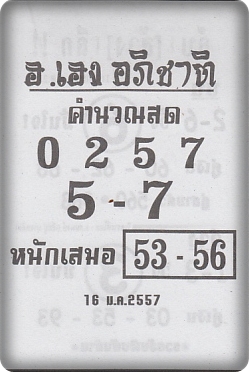 อ.เฮง อภิชาติ
คำนวณสด
0 2 5 7
5 - 7
หนักเสมอ 53 - 56
16 ม.ค.2557